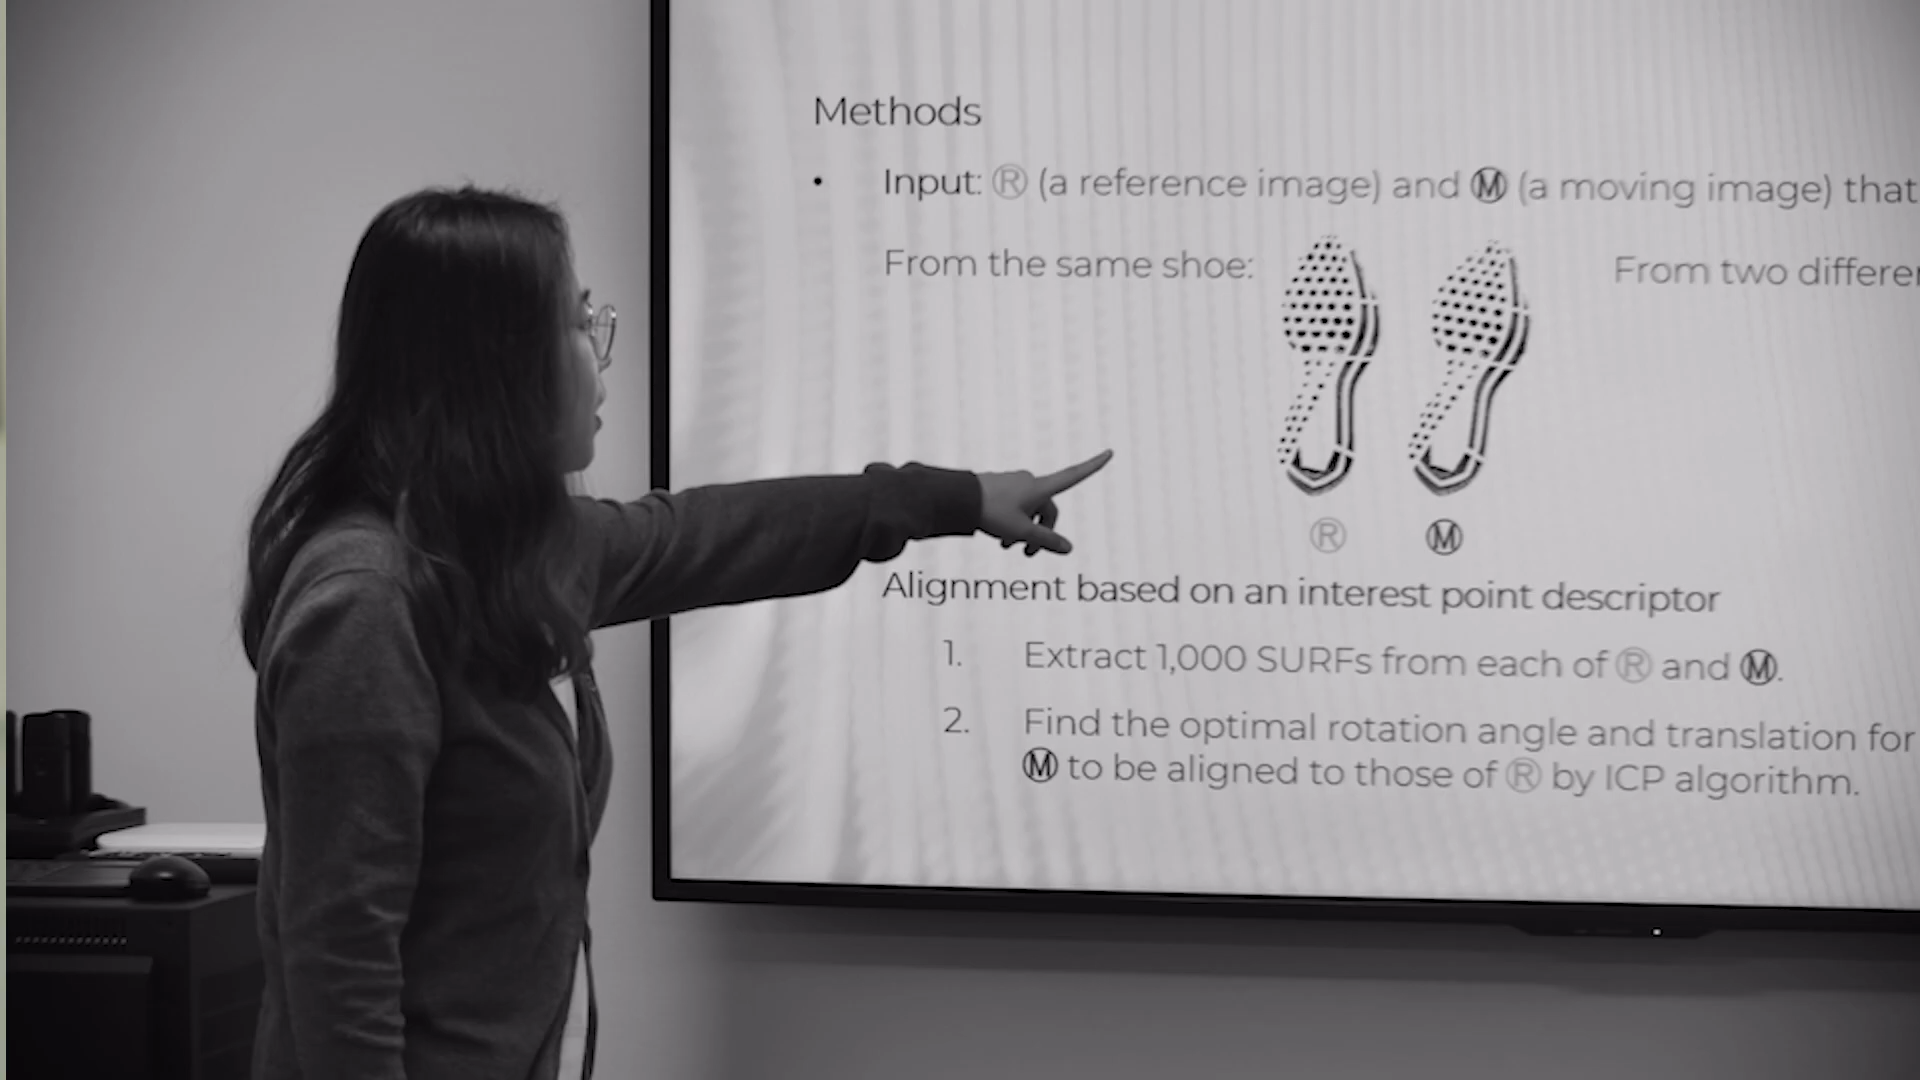 Methods
• Input: Ⓡ (a reference image) and Ⓜ (a moving image) that
From the same shoe: From two
Ⓡ Ⓜ
Alignment based on an interest point descriptor
1. Extract 1,000 SURFs from each of Ⓡ and Ⓜ.
2. Find the optimal rotation angle and translation for
Ⓜ to be aligned to those of Ⓡ by ICP algorithm.